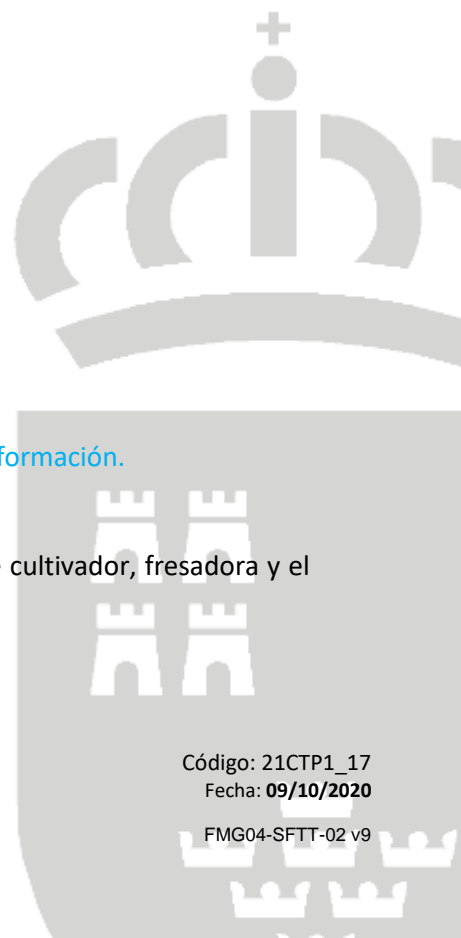 formación.
cultivador, fresadora y el
Código: 21CTP1_17
Fecha: 09/10/2020
FMG04-SFTT-02 v9